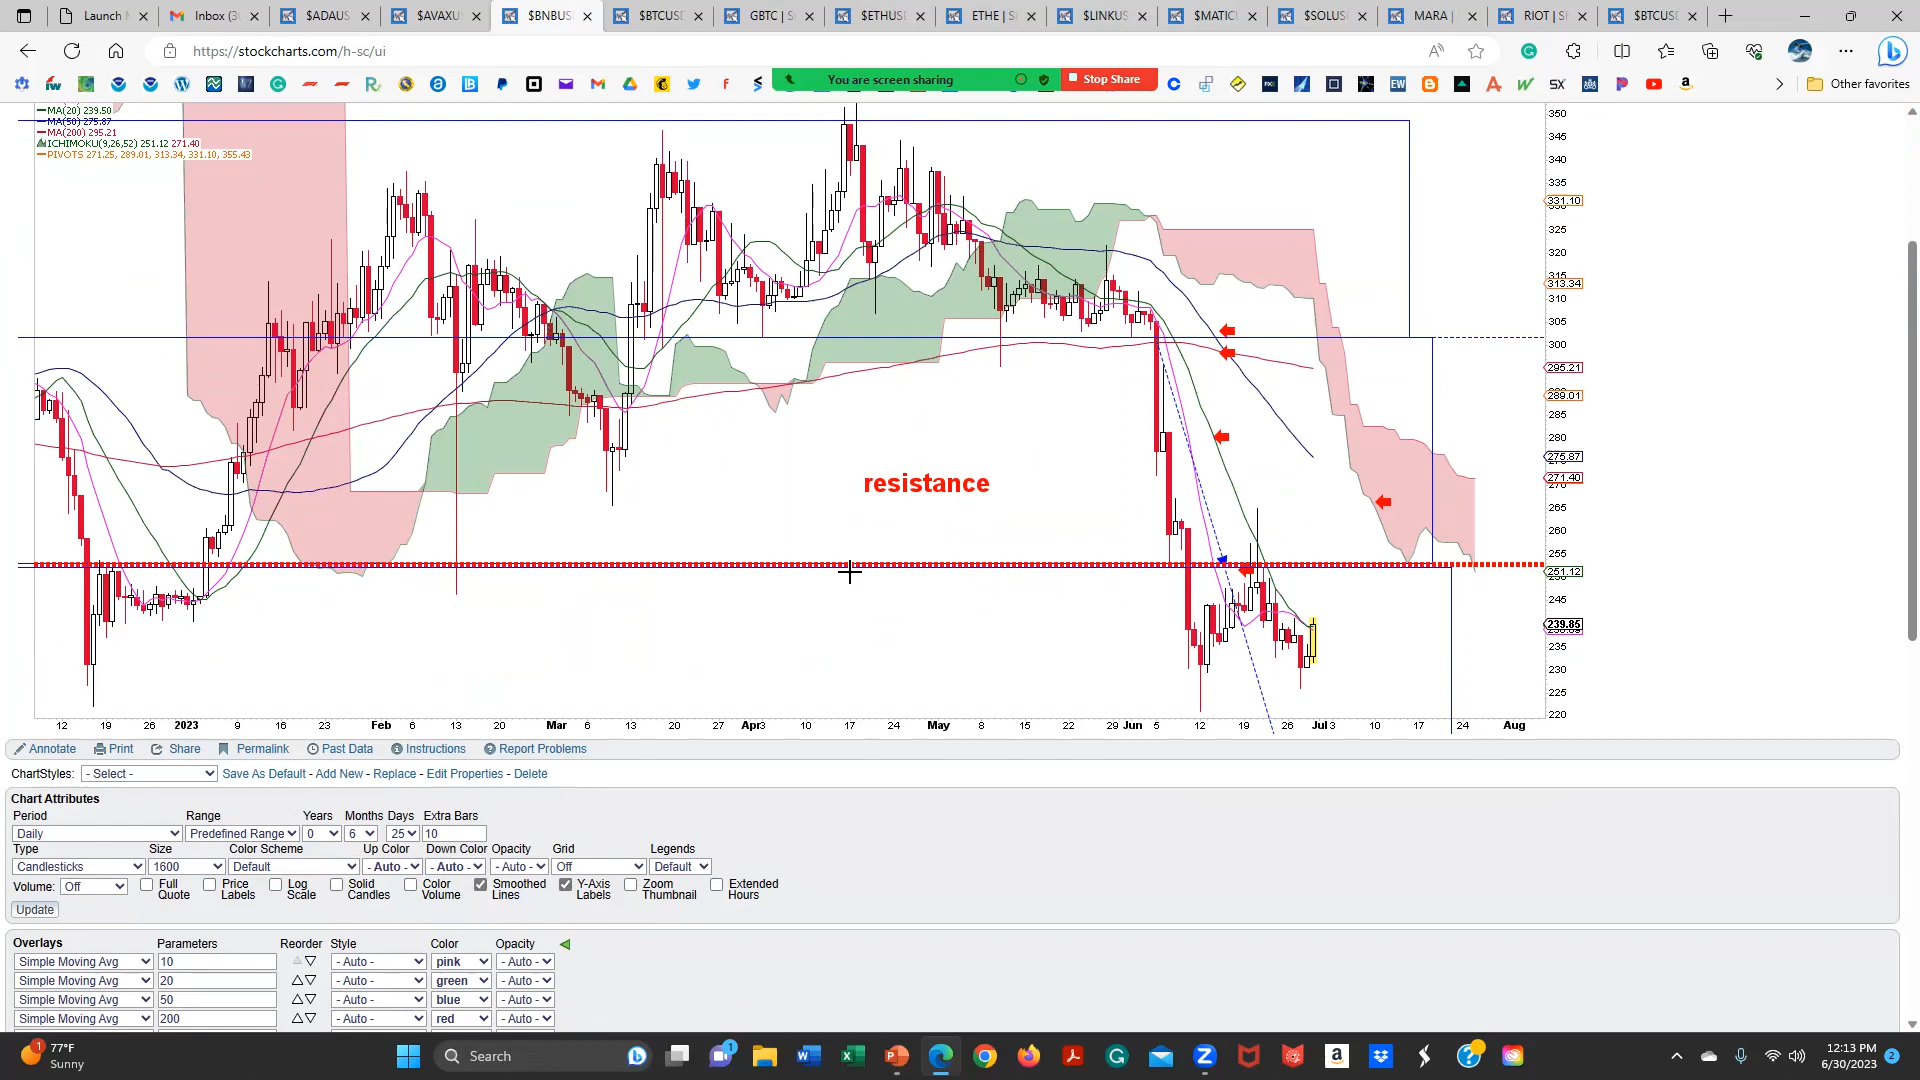 Launch M
Inbox (3
$ADAUS
$AVAXUS
$BNBUS
$BTCUSD
GBTC | S
$ETHUSD
ETHE | S
$LINKUS
$MATIC
$SOLUS
MARA |
RIOT | SH
$BTCUSD
https://stockcharts.com/h-sc/ui
You are screen sharing
Stop Share
Other favorites
MA(20) 239.50
MA(50) 275.87
MA(200) 295.21
ICHIMOKU(9,26,52) 251.12 271.40
PIVOTS 271.25, 289.01, 313.34, 331.10, 355.43
350
345
340
335
331.10
325
320
315
313.34
310
305
300
295.21
289.01
285
280
275.87
271.40
270
265
260
255
251.12
245
239.85
235
230
225
220
resistance
12 19 26 2023 9 16 23 Feb 6 13 20 Mar 6 13 20 27 Apr3 10 17 24 May 8 15 22 29 Jun 5 12 19 26 Jul 3 10 17 24 Aug
Annotate Print Share Permalink Past Data Instructions Report Problems
ChartStyles: - Select - Save As Default - Add New - Replace - Edit Properties - Delete
Chart Attributes
Period Range Years Months Days Extra Bars
Daily Predefined Range 0 6 25 10
Type Size Color Scheme Up Color Down Color Opacity Grid Legends
Candlesticks 1600 Default - Auto - - Auto - - Auto - Off Default
Volume: Off Full Quote Price Labels Log Scale Solid Candles Color Volume Smoothed Lines Y-Axis Labels Zoom Thumbnail Extended Hours
Update
Overlays Parameters Reorder Style Color Opacity
Simple Moving Avg 10 - Auto - pink - Auto -
Simple Moving Avg 20 - Auto - green - Auto -
Simple Moving Avg 50 - Auto - blue - Auto -
Simple Moving Avg 200 - Auto - red - Auto -
77°F
Sunny
Search
12:13 PM
6/30/2023